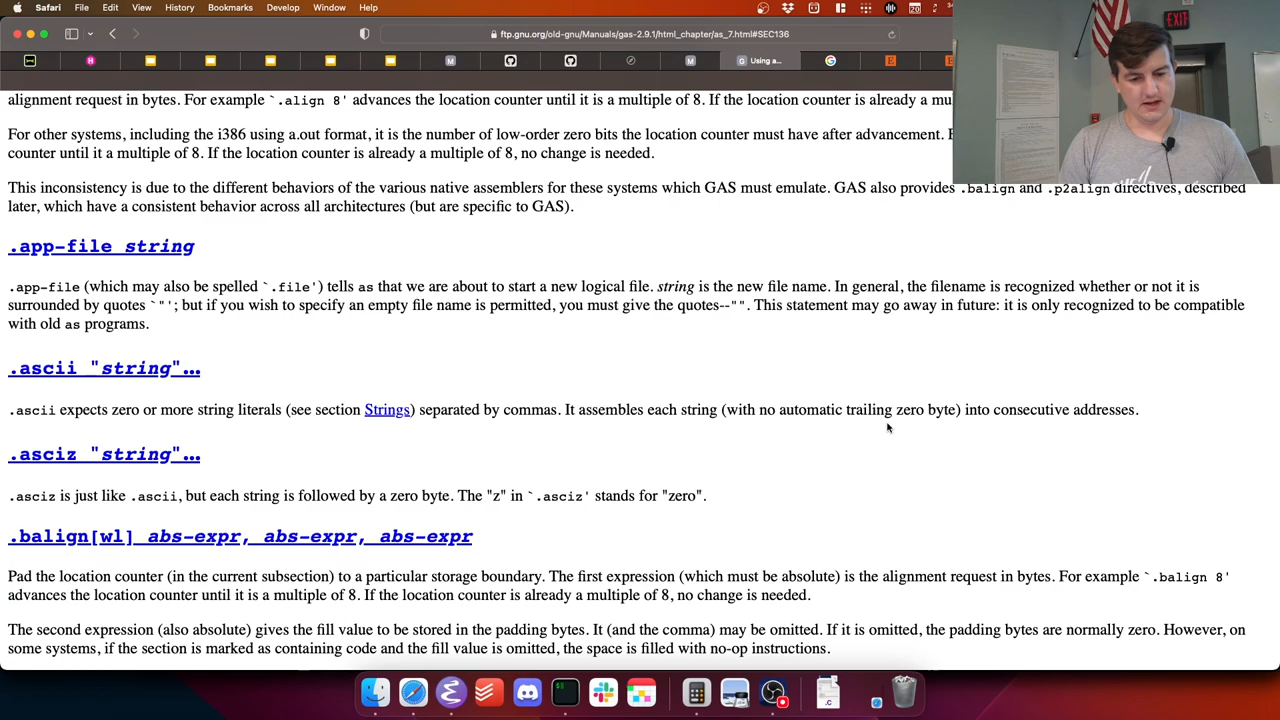 Safari File Edit View History Bookmarks Develop Window Help
20
EXIT
ftp.gnu.org/old-gnu/Manuals/gas-2.9.1/html_chapter/as_7.html#SEC136
Using a...
alignment request in bytes. For example `.align 8' advances the location counter until it is a multiple of 8. If the location counter is already a mu
For other systems, including the i386 using a.out format, it is the number of low-order zero bits the location counter must have after advancement.
counter until it a multiple of 8. If the location counter is already a multiple of 8, no change is needed.
This inconsistency is due to the different behaviors of the various native assemblers for these systems which GAS must emulate. GAS also provides .balign and .p2align directives, described
later, which have a consistent behavior across all architectures (but are specific to GAS).
.app-file string
.app-file (which may also be spelled `.file') tells as that we are about to start a new logical file. string is the new file name. In general, the filename is recognized whether or not it is
surrounded by quotes `"'; but if you wish to specify an empty file name is permitted, you must give the quotes--"". This statement may go away in future: it is only recognized to be compatible
with old as programs.
.ascii "string"...
.ascii expects zero or more string literals (see section Strings) separated by commas. It assembles each string (with no automatic trailing zero byte) into consecutive addresses.
.asciz "string"...
.asciz is just like .ascii, but each string is followed by a zero byte. The "z" in `.asciz' stands for "zero".
.balign[wl] abs-expr, abs-expr, abs-expr
Pad the location counter (in the current subsection) to a particular storage boundary. The first expression (which must be absolute) is the alignment request in bytes. For example `.balign 8'
advances the location counter until it is a multiple of 8. If the location counter is already a multiple of 8, no change is needed.
The second expression (also absolute) gives the fill value to be stored in the padding bytes. It (and the comma) may be omitted. If it is omitted, the padding bytes are normally zero. However, on
some systems, if the section is marked as containing code and the fill value is omitted, the space is filled with no-op instructions.
.C